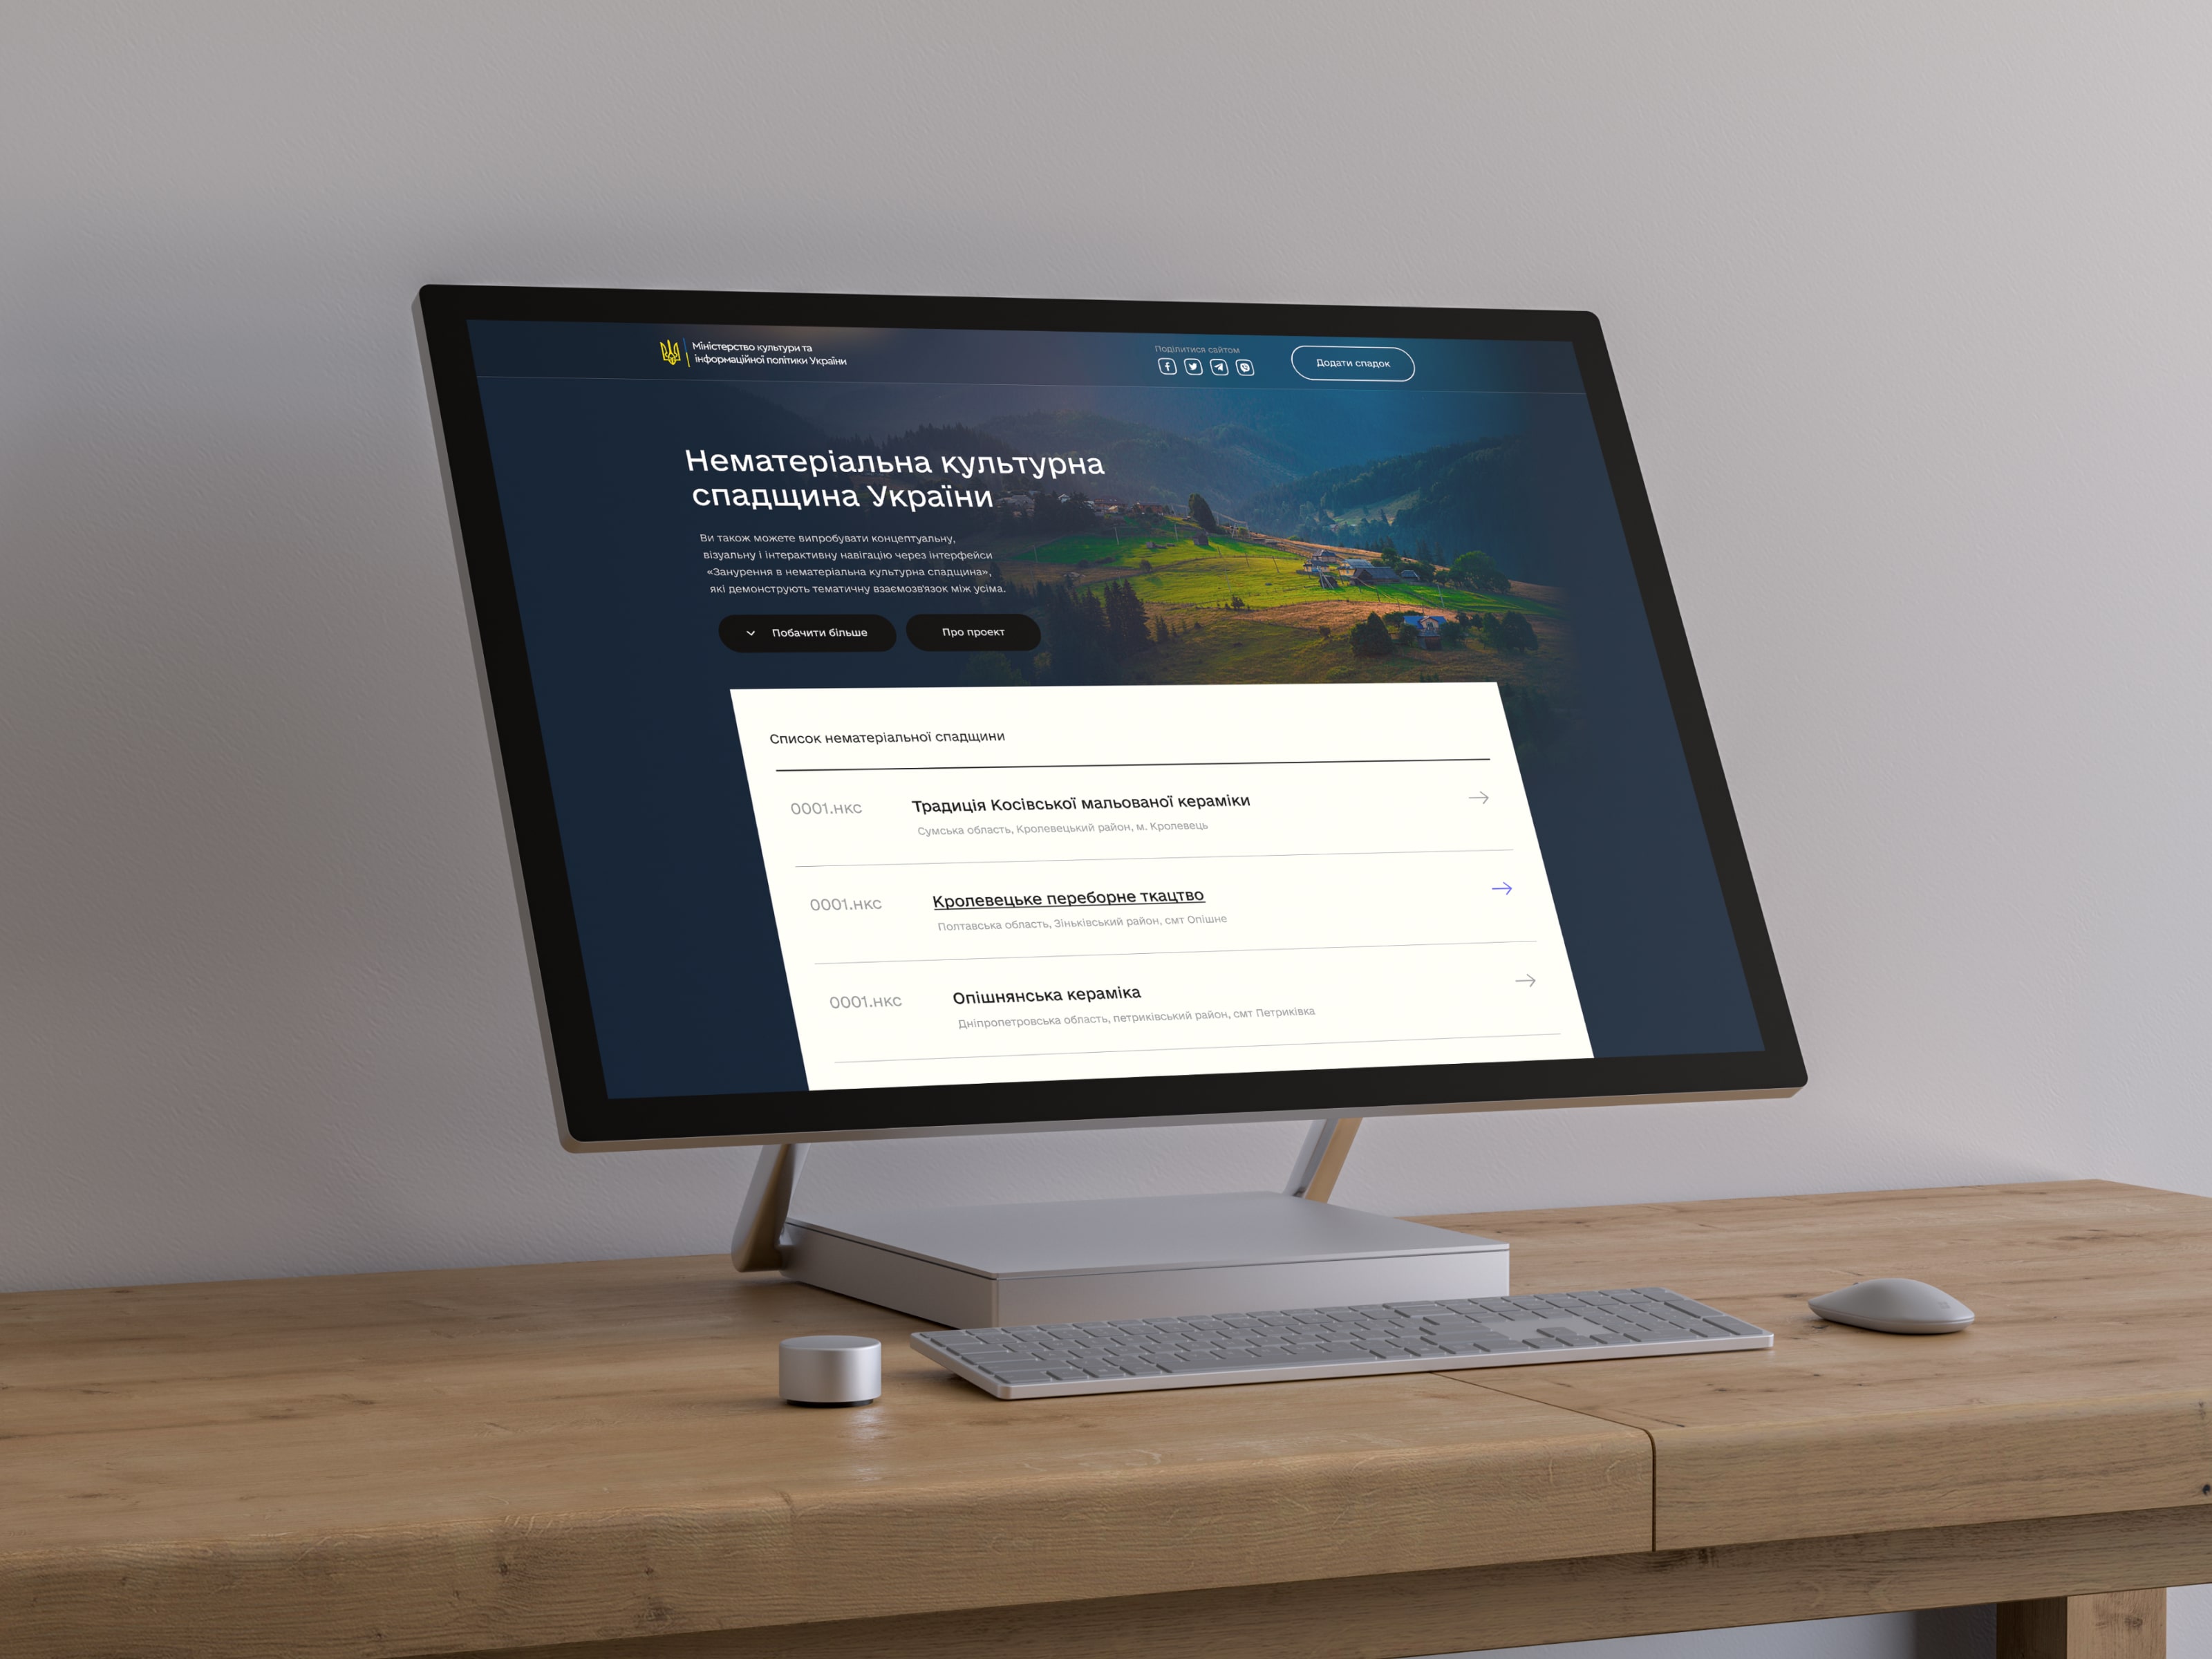 Міністерство культури та
інформаційної політики України
Поділитися сайтом
Додати спадок
Нематеріальна культурна
спадщина України
Ви також можете випробувати концептуальну,
візуальну і інтерактивну навігацію через інтерфейси
«Занурення в нематеріальна культурна спадщина»,
які демонструють тематичну взаємозв'язок між усіма.
Побачити більше
Про проект
Список нематеріальної спадщини
0001.нкс
Традиція Косівської мальованої кераміки
Сумська область, Кролевецький район, м. Кролевець
0001.нкс
Кролевецьке переборне ткацтво
Полтавська область, Зіньківський район, смт Опішне
0001.нкс
Опішнянська кераміка
Дніпропетровська область, петриківський район, смт Петриківка